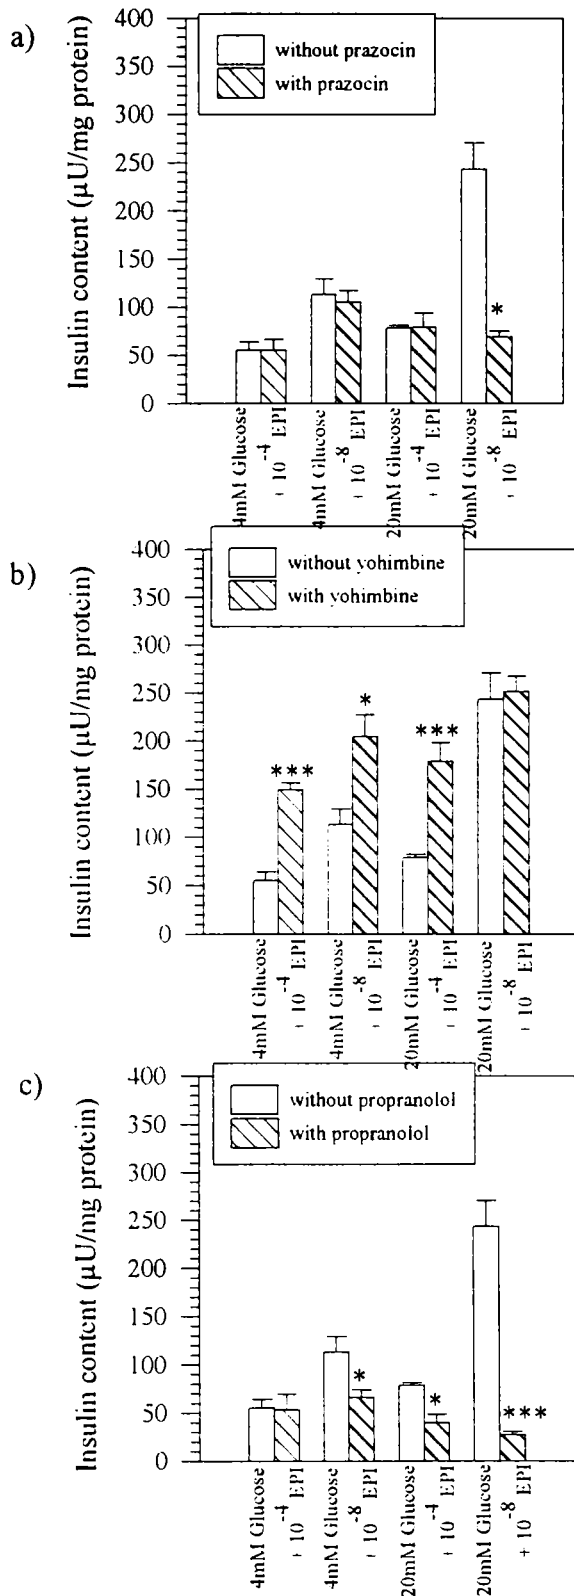 a)
Insulin content (µU/mg protein)
400
350
300
250
200
150
100
50
0
without prazocin
with prazocin
*
4mM Glucose
+ 10-4 EPI
4mM Glucose
+ 10-8 EPI
20mM Glucose
+ 10-4 EPI
20mM Glucose
+ 10-8 EPI
b)
Insulin content (µU/mg protein)
400
350
300
250
200
150
100
50
0
without yohimbine
with yohimbine
***
*
***
4mM Glucose
+ 10-4 EPI
4mM Glucose
+ 10-8 EPI
20mM Glucose
+ 10-4 EPI
20mM Glucose
+ 10-8 EPI
c)
Insulin content (µU/mg protein)
400
350
300
250
200
150
100
50
0
without propranolol
with propranolol
*
*
***
4mM Glucose
+ 10-4 EPI
4mM Glucose
+ 10-8 EPI
20mM Glucose
+ 10-4 EPI
20mM Glucose
+ 10-8 EPI